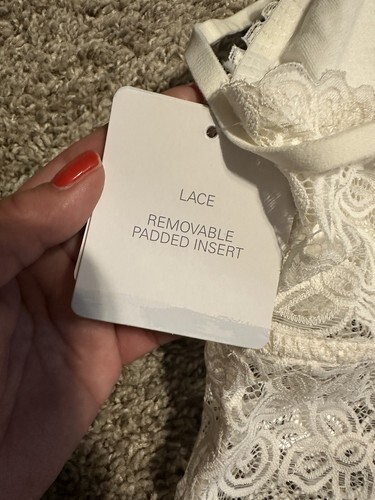 LACE
REMOVABLE
PADDED INSERT